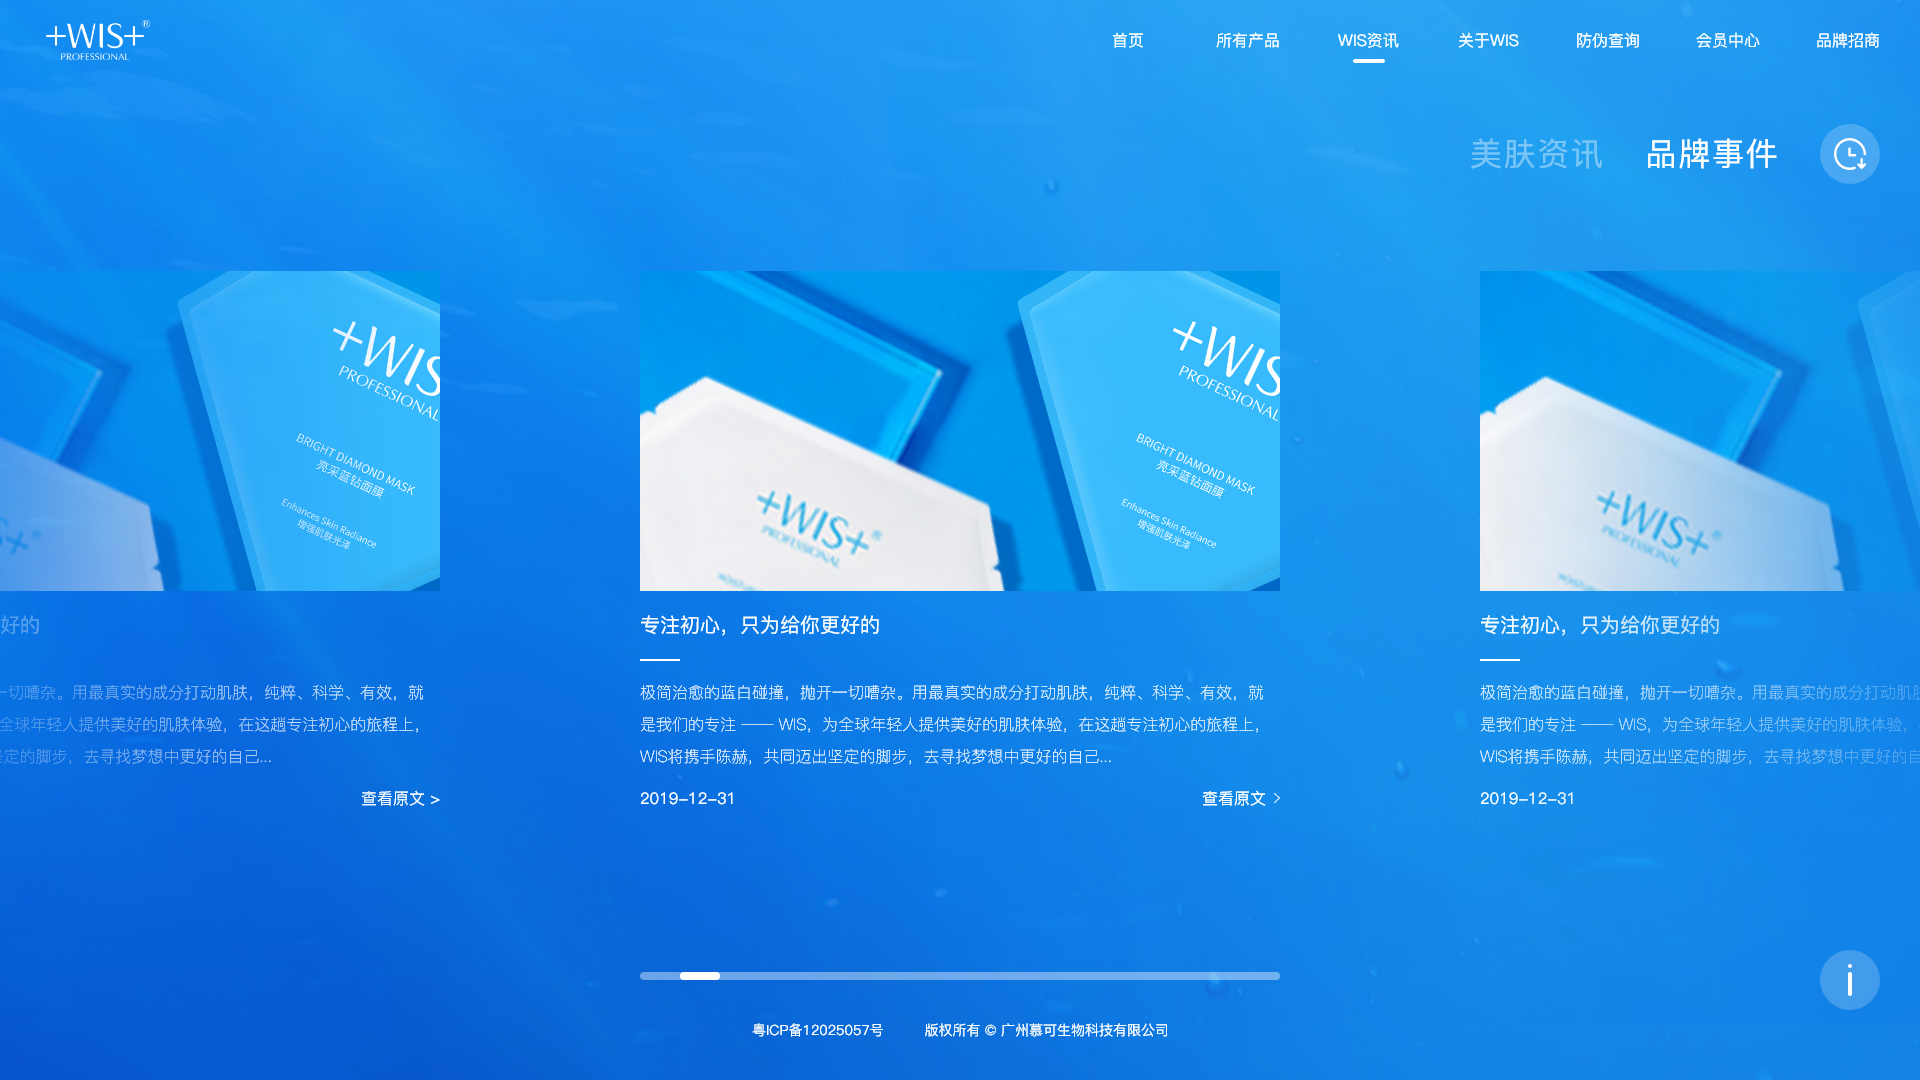 +WIS+®
PROFESSIONAL
首页
所有产品
WIS资讯
关于WIS
防伪查询
会员中心
品牌招商
美肤资讯
品牌事件
+WIS
PROFESSIONAL
BRIGHT DIAMOND MASK
亮采蓝钻面膜
Enhances Skin Radiance
增强肌肤光泽
好的
一切嘈杂。用最真实的成分打动肌肤，纯粹、科学、有效，就
全球年轻人提供美好的肌肤体验，在这趟专注初心的旅程上，
坚定的脚步，去寻找梦想中更好的自己...
查看原文 >
+WIS+®
PROFESSIONAL
+WIS
PROFESSIONAL
BRIGHT DIAMOND MASK
亮采蓝钻面膜
Enhances Skin Radiance
增强肌肤光泽
专注初心，只为给你更好的
极简治愈的蓝白碰撞，抛开一切嘈杂。用最真实的成分打动肌肤，纯粹、科学、有效，就
是我们的专注 —— WIS，为全球年轻人提供美好的肌肤体验，在这趟专注初心的旅程上，
WIS将携手陈赫，共同迈出坚定的脚步，去寻找梦想中更好的自己...
2019-12-31
查看原文 >
+WIS+®
PROFESSIONAL
专注初心，只为给你更好的
极简治愈的蓝白碰撞，抛开一切嘈杂。用最真实的成分打动肌
是我们的专注 —— WIS，为全球年轻人提供美好的肌肤体验，
WIS将携手陈赫，共同迈出坚定的脚步，去寻找梦想中更好的自
2019-12-31
粤ICP备12025057号
版权所有 © 广州慕可生物科技有限公司